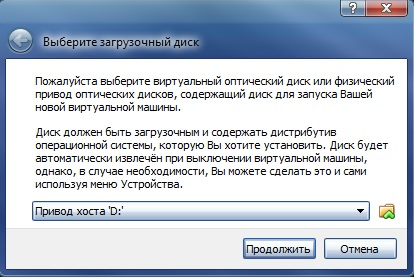 ?
Выберите загрузочный диск
Пожалуйста выберите виртуальный оптический диск или физический
привод оптических дисков, содержащий диск для запуска Вашей
новой виртуальной машины.
Диск должен быть загрузочным и содержать дистрибутив
операционной системы, которую Вы хотите установить. Диск будет
автоматически извлечён при выключении виртуальной машины,
однако, в случае необходимости, Вы можете сделать это и сами
используя меню Устройства.
Привод хоста 'D:'
Продолжить Отмена